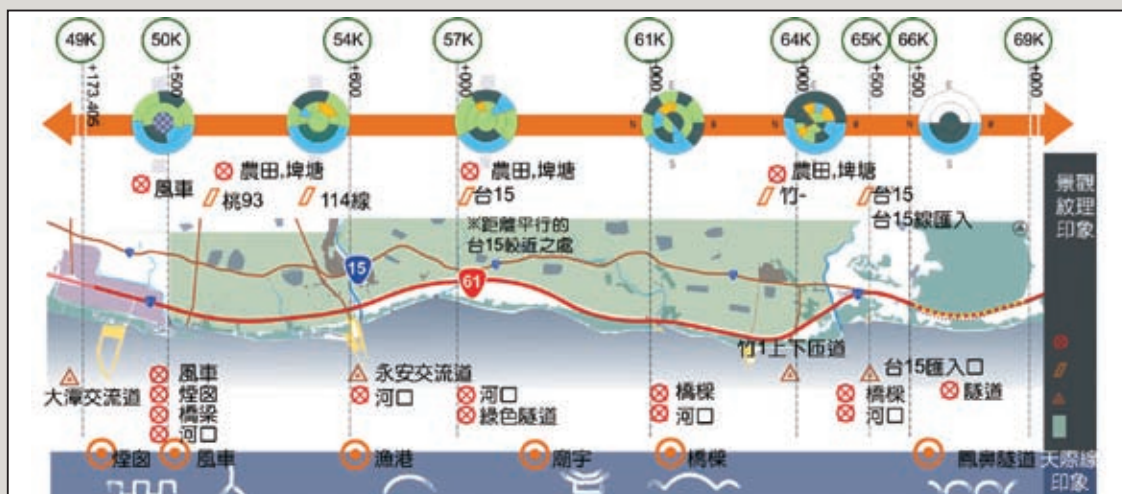 49K
50K
54K
57K
61K
64K
65K
66K
69K
+173.405
+500
+600
+000
+000
+000
+500
+500
+000
風車
農田,埤塘
桃93
114線
農田,埤塘
台15
農田,埤塘
竹-
台15
台15線匯入
※距離平行的
台15較近之處
景觀
紋理
印象
15
61
竹1上下匝道
大潭交流道
風車
煙囪
橋梁
河口
永安交流道
河口
河口
綠色隧道
橋樑
河口
台15匯入口
橋樑
河口
隧道
煙囪
風車
漁港
廟宇
橋樑
鳳鼻隧道
天際線
印象